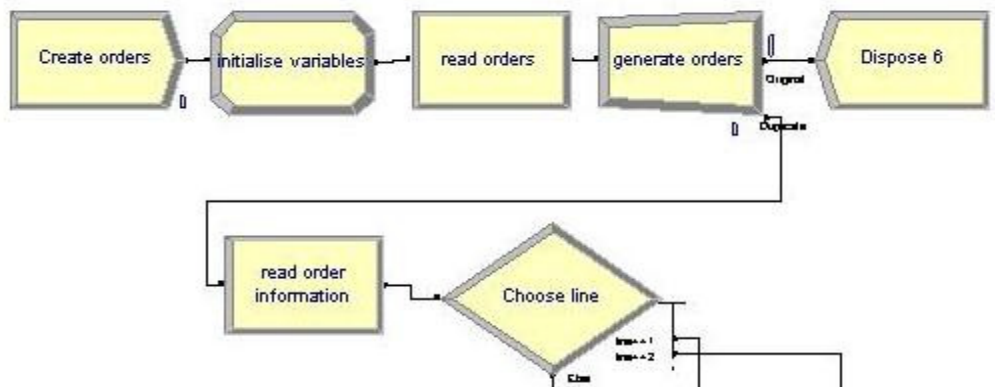 Create orders
initialise variables
read orders
generate orders
Original
Dispose 6
Duplicate
read order
information
Choose line
Else